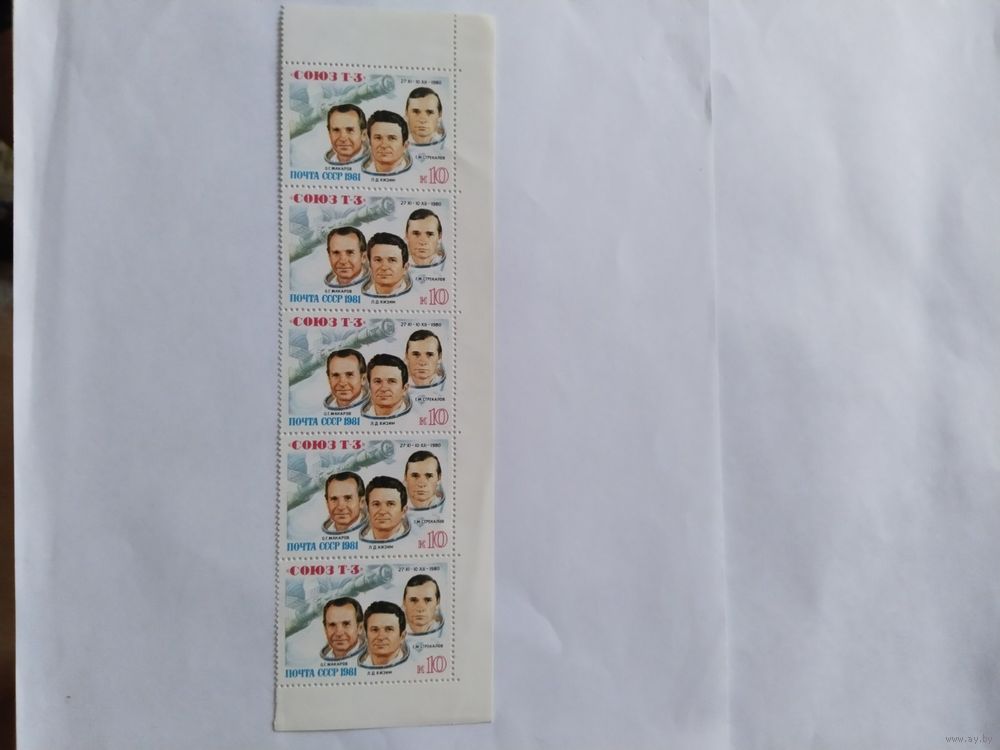 «СОЮЗ Т-3»
27 XI - 10 XII - 1980
Г.М.СТРЕКАЛОВ
О.Г.МАКАРОВ
Л.Д.КИЗИМ
ПОЧТА СССР 1981
к10
«СОЮЗ Т-3»
27 XI - 10 XII - 1980
Г.М.СТРЕКАЛОВ
О.Г.МАКАРОВ
Л.Д.КИЗИМ
ПОЧТА СССР 1981
к10
«СОЮЗ Т-3»
27 XI - 10 XII - 1980
Г.М.СТРЕКАЛОВ
О.Г.МАКАРОВ
Л.Д.КИЗИМ
ПОЧТА СССР 1981
к10
«СОЮЗ Т-3»
27 XI - 10 XII - 1980
Г.М.СТРЕКАЛОВ
О.Г.МАКАРОВ
Л.Д.КИЗИМ
ПОЧТА СССР 1981
к10
«СОЮЗ Т-3»
27 XI - 10 XII - 1980
Г.М.СТРЕКАЛОВ
О.Г.МАКАРОВ
Л.Д.КИЗИМ
ПОЧТА СССР 1981
к10
www.ay.by